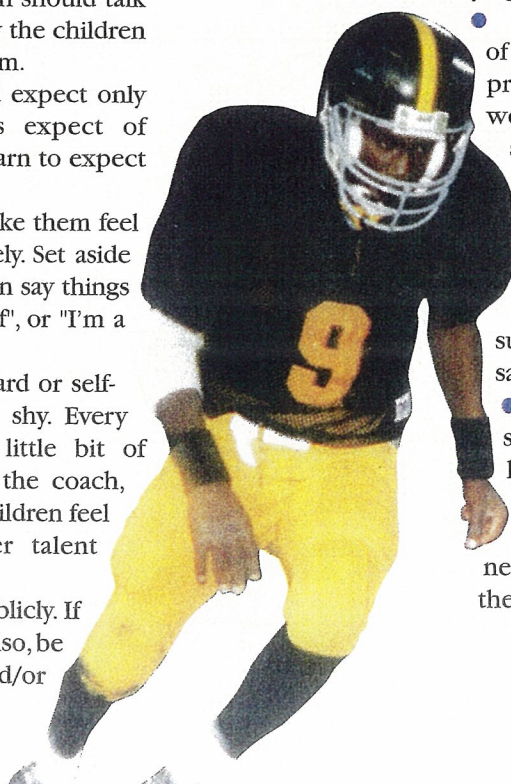 should talk
the children
m.
expect only
s expect of
arn to expect
ke them feel
ely. Set aside
n say things
f", or "I'm a
ard or self-
shy. Every
little bit of
the coach,
ildren feel
er talent
blicly. If
so, be
d/or
9
of
pr
we
su
sa
s
ne
the